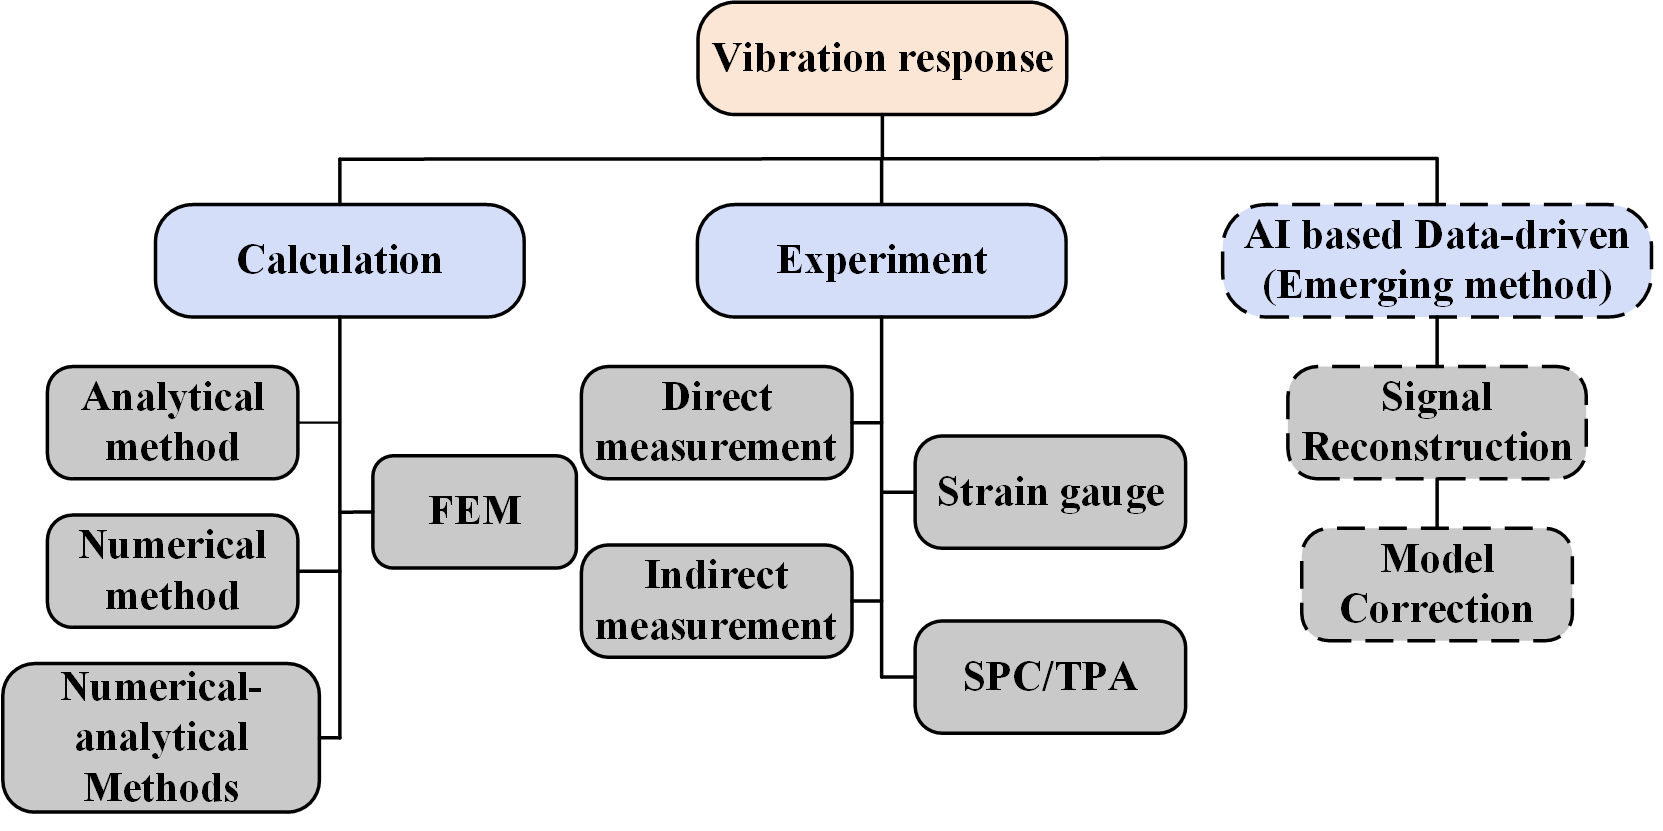 Vibration response
Calculation
Experiment
AI based Data-driven
(Emerging method)
Analytical
method
FEM
Numerical
method
Numerical-
analytical
Methods
Direct
measurement
Strain gauge
Indirect
measurement
SPC/TPA
Signal
Reconstruction
Model
Correction